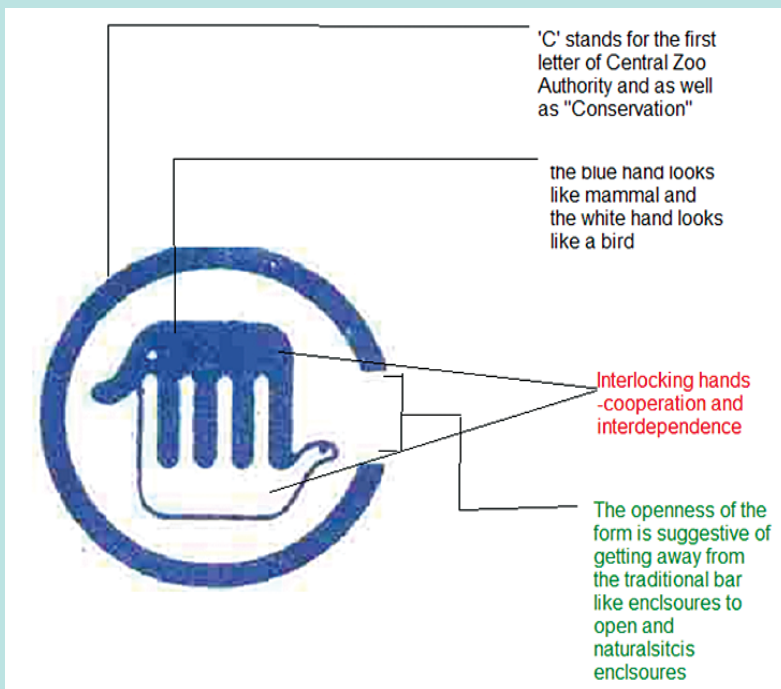 'C' stands for the first
letter of Central Zoo
Authority and as well
as "Conservation"
the blue hand looks
like mammal and
the white hand looks
like a bird
Interlocking hands
-cooperation and
interdependence
The openness of the
form is suggestive of
getting away from
the traditional bar
like enclsoures to
open and
naturalsitcis
enclsoures